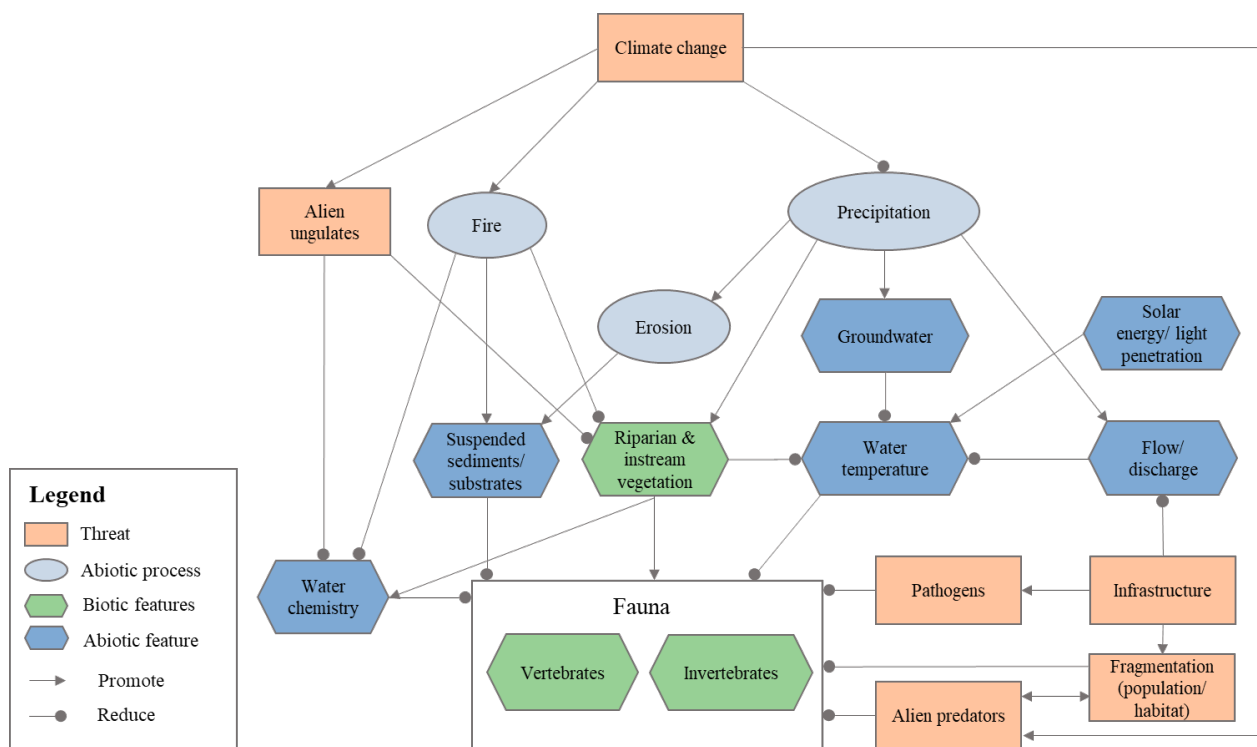 Climate change
Alien
ungulates
Fire
Precipitation
Erosion
Groundwater
Solar
energy/ light
penetration
Suspended
sediments/
substrates
Riparian &
instream
vegetation
Water
temperature
Flow/
discharge
Legend
Threat
Abiotic process
Biotic features
Abiotic feature
Promote
Reduce
Water
chemistry
Fauna
Vertebrates
Invertebrates
Pathogens
Infrastructure
Alien predators
Fragmentation
(population/
habitat)